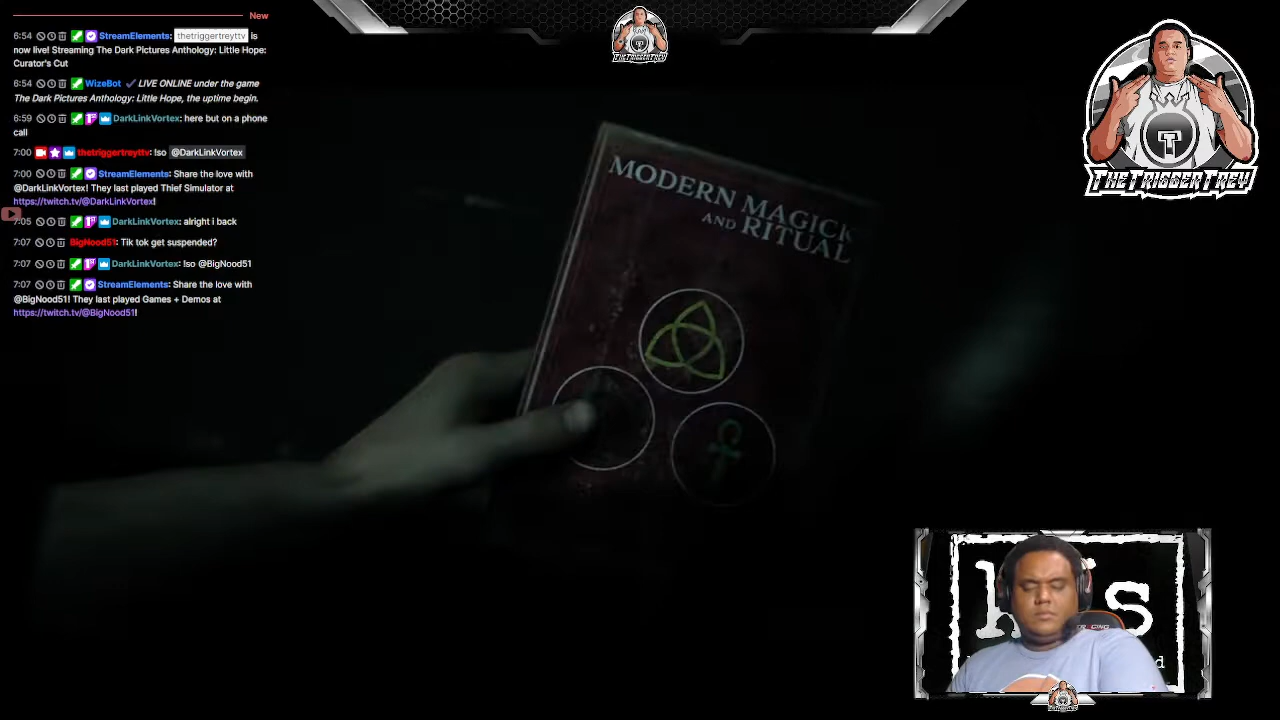 New
6:54 StreamElements: thetriggertreyttv is
now live! Streaming The Dark Pictures Anthology: Little Hope:
Curator's Cut
6:54 WizeBot ✓ LIVE ONLINE under the game
The Dark Pictures Anthology: Little Hope, the uptime begin.
6:59 DarkLinkVortex: here but on a phone
call
7:00 thetriggertreyttv: !so @DarkLinkVortex
7:00 StreamElements: Share the love with
@DarkLinkVortex! They last played Thief Simulator at
https://twitch.tv/@DarkLinkVortex!
7:05 DarkLinkVortex: alright i back
7:07 BigNood51: Tik tok get suspended?
7:07 DarkLinkVortex: !so @BigNood51
7:07 StreamElements: Share the love with
@BigNood51! They last played Games + Demos at
https://twitch.tv/@BigNood51!
THETRIGGERTREY
MODERN MAGICK
AND RITUAL
T
THETRIGGERTREY